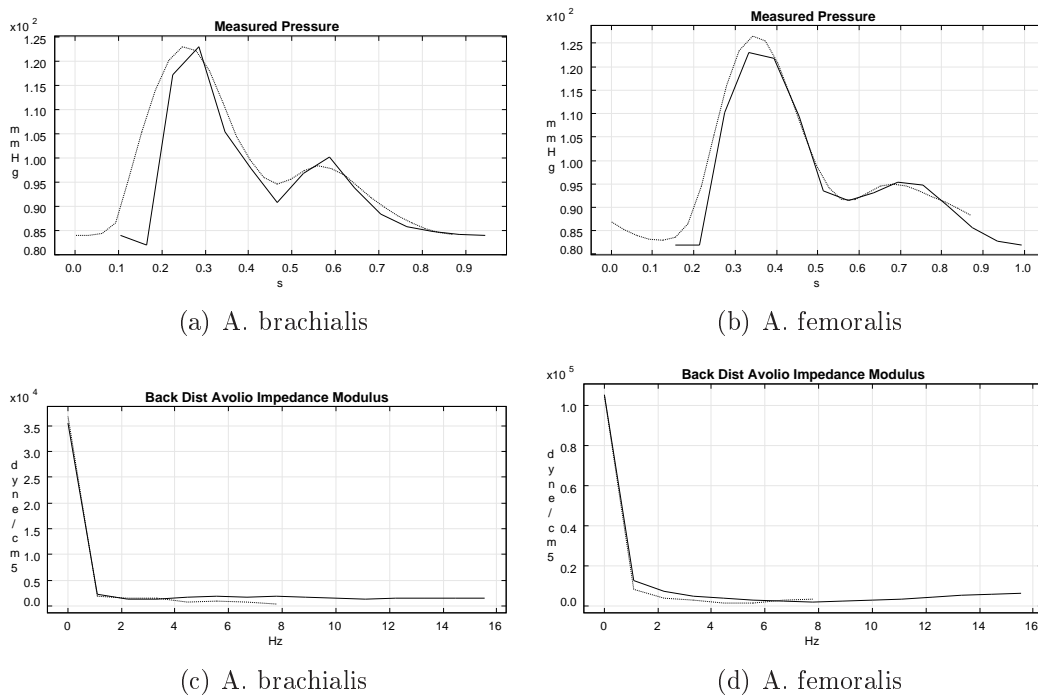 x10 2
Measured Pressure
1.25
1.20
1.15
1.10
1.05
1.00
0.95
0.90
0.85
0.80
m
m
H
g
0.0 0.1 0.2 0.3 0.4 0.5 0.6 0.7 0.8 0.9
s
(a) A. brachialis
x10 2
Measured Pressure
1.25
1.20
1.15
1.10
1.05
1.00
0.95
0.90
0.85
0.80
m
m
H
g
0.0 0.1 0.2 0.3 0.4 0.5 0.6 0.7 0.8 0.9 1.0
s
(b) A. femoralis
x10 4
Back Dist Avolio Impedance Modulus
3.5
3.0
2.5
2.0
1.5
1.0
0.5
0.0
d
y
n
e
/
c
m
5
0 2 4 6 8 10 12 14 16
Hz
(c) A. brachialis
x10 5
Back Dist Avolio Impedance Modulus
1.0
0.8
0.6
0.4
0.2
0.0
d
y
n
e
/
c
m
5
0 2 4 6 8 10 12 14 16
Hz
(d) A. femoralis